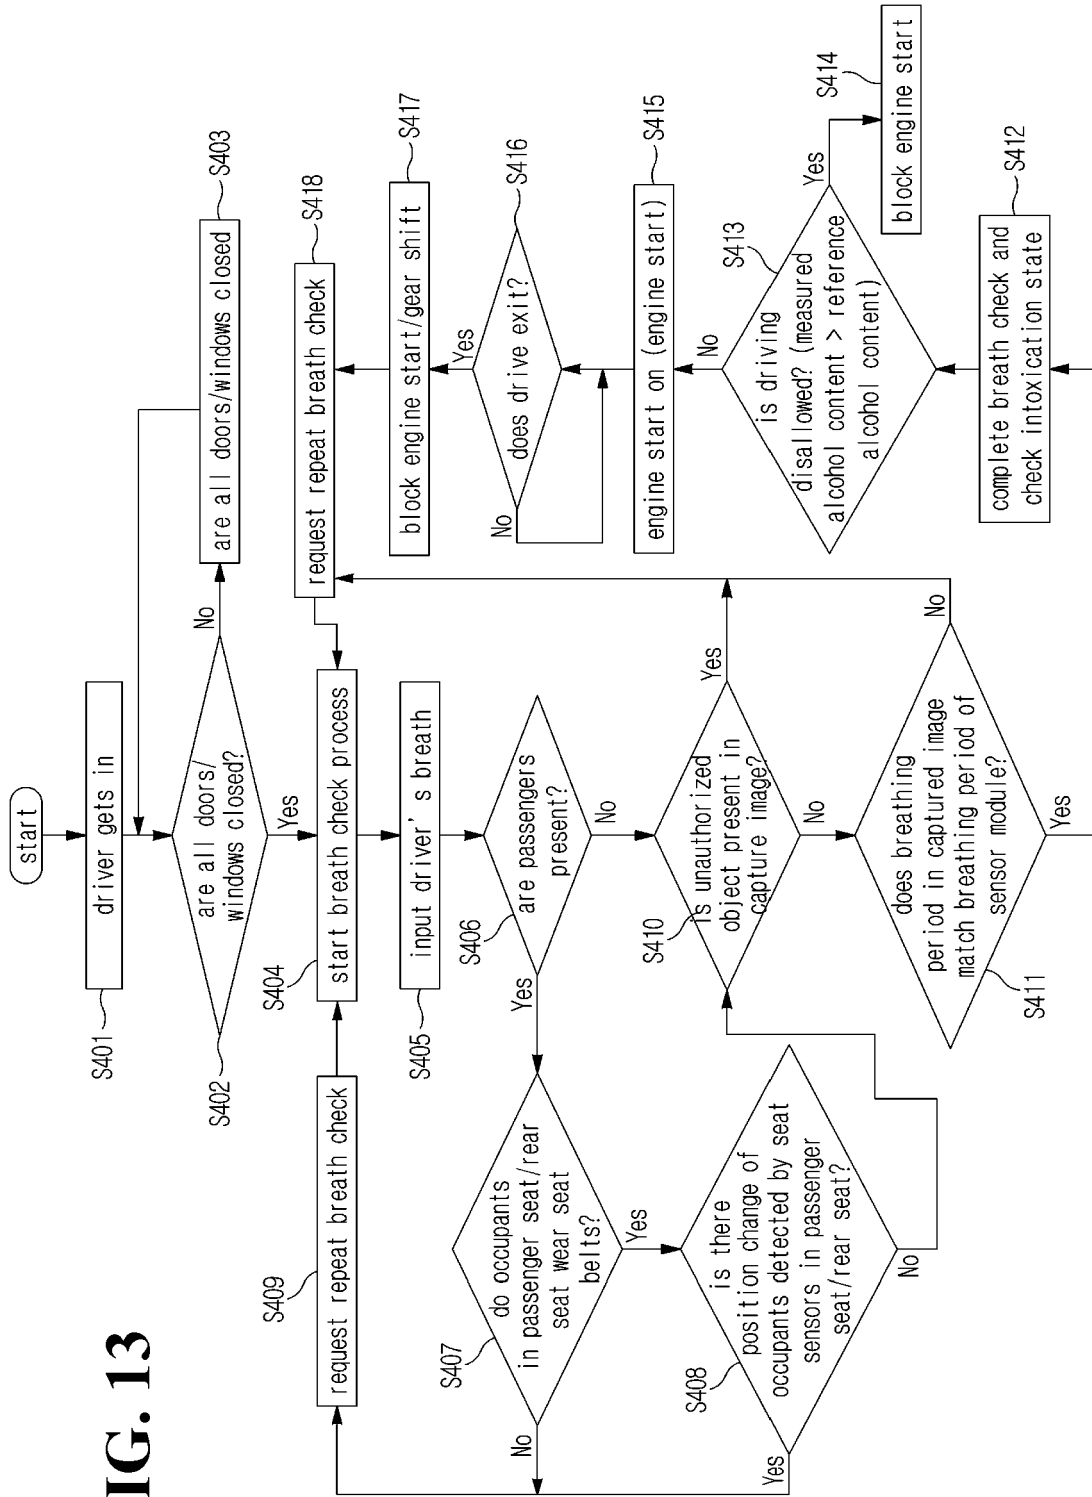 IG. 13
start
driver gets in
S401
are all doors/
windows closed?
S402
No
Yes
are all doors/windows closed
S403
start breath check process
S404
input driver's breath
S405
are passengers
present?
S406
Yes
No
do occupants
in passenger seat/rear
seat wear seat
belts?
S407
No
Yes
is there
position change of
occupants detected by seat
sensors in passenger
seat/rear seat?
S408
Yes
No
request repeat breath check
S409
is unauthorized
object present in
capture image?
S410
Yes
No
does breathing
period in captured image
match breathing period of
sensor module?
S411
No
Yes
complete breath check and
check intoxication state
S412
is driving
disallowed? (measured
alcohol content > reference
alcohol content)
S413
Yes
No
block engine start
S414
engine start on (engine start)
S415
does drive exit?
S416
No
Yes
block engine start/gear shift
S417
request repeat breath check
S418